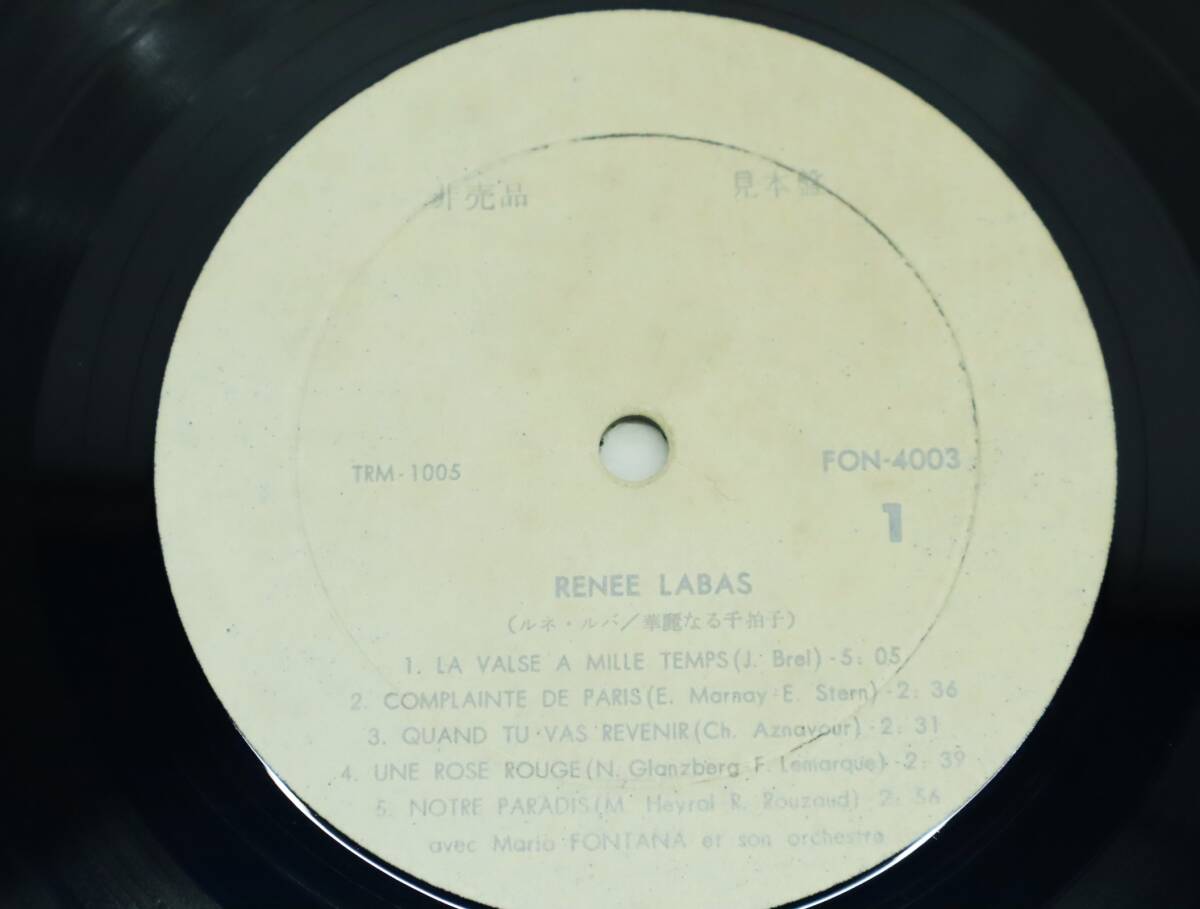 非売品 見本盤
TRM-1005 FON-4003
1
RENEE LABAS
(ルネ・ルバ/華麗なる千拍子)
1. LA VALSE A MILLE TEMPS(J. Brel)-5:05
2. COMPLAINTE DE PARIS(E. Marnay-E. Stern)-2:36
3. QUAND TU VAS REVENIR(Ch. Aznavour)-2:31
4. UNE ROSE ROUGE(N. Glanzberg-F. Lemarque)-2:39
5. NOTRE PARADIS(M. Heyral-R. Rouzaud)-2:56
avec Mario FONTANA et son orchestre